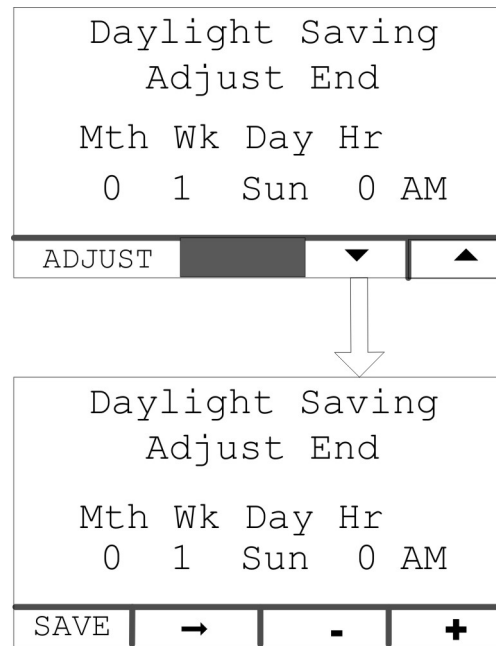 Daylight Saving
Adjust End
Mth Wk Day Hr
0 1 Sun 0 AM
ADJUST ▼ ▲
Daylight Saving
Adjust End
Mth Wk Day Hr
0 1 Sun 0 AM
SAVE → - +